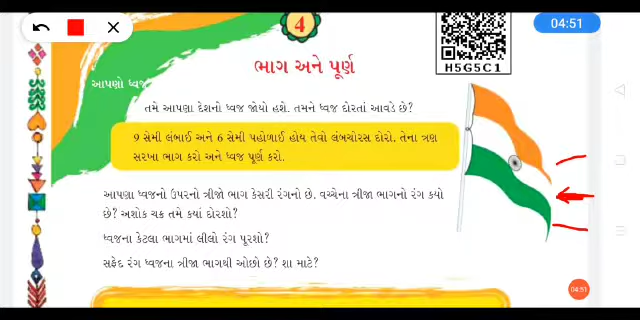 04:51
4
H5G5C1
ભાગ અને પૂર્ણ
આપણો ધ્વજ
તમે આપણા દેશનો ધ્વજ જોયો હશે. તમને ધ્વજ દોરતાં આવડે છે?
9 સેમી લંબાઈ અને 6 સેમી પહોળાઈ હોય તેવો લંબચોરસ દોરો. તેના ત્રણ
સરખા ભાગ કરો અને ધ્વજ પૂર્ણ કરો.
આપણા ધ્વજનો ઉપરનો ત્રીજો ભાગ કેસરી રંગનો છે. વચ્ચેના ત્રીજા ભાગનો રંગ કયો
છે? અશોક ચક્ર તમે ક્યાં દોરશો?
ધ્વજના કેટલા ભાગમાં લીલો રંગ પૂરશો?
સફેદ રંગ ધ્વજના ત્રીજા ભાગથી ઓછો છે? શા માટે?
04:51